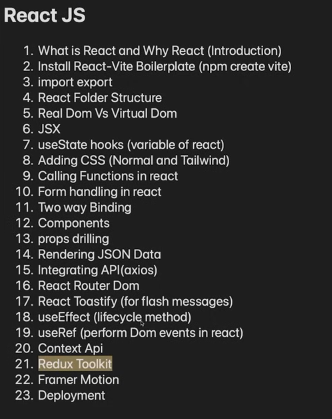 React JS
1. What is React and Why React (Introduction)
2. Install React-Vite Boilerplate (npm create vite)
3. import export
4. React Folder Structure
5. Real Dom Vs Virtual Dom
6. JSX
7. useState hooks (variable of react)
8. Adding CSS (Normal and Tailwind)
9. Calling Functions in react
10. Form handling in react
11. Two way Binding
12. Components
13. props drilling
14. Rendering JSON Data
15. Integrating API(axios)
16. React Router Dom
17. React Toastify (for flash messages)
18. useEffect (lifecycle method)
19. useRef (perform Dom events in react)
20. Context Api
21. Redux Toolkit
22. Framer Motion
23. Deployment